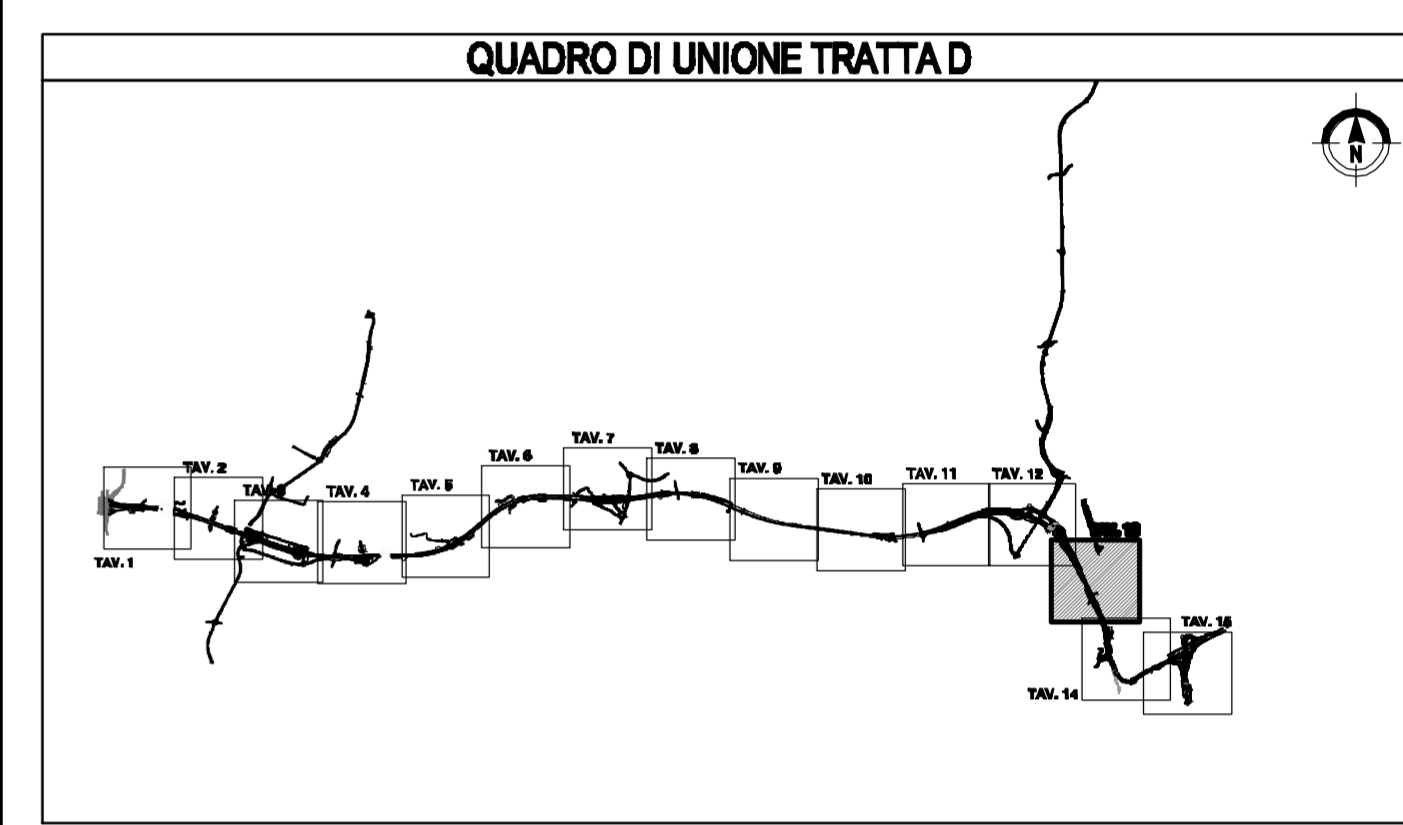 QUADRO DI UNIONE TRATTA D
N
TAV. 7
TAV. 6
TAV. 8
TAV. 9
TAV. 2
TAV. 4
TAV. 5
TAV. 10
TAV. 11
TAV. 12
TAV.
TAV. 1
TAV. 15
TAV. 14